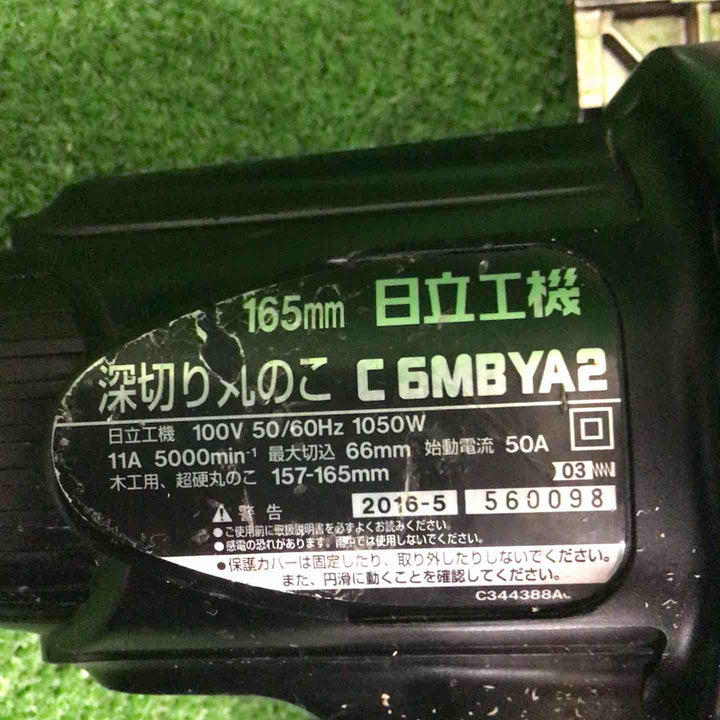 165mm 日立工機
深切り丸のこ C 6MBYA2
日立工機 100V 50/60Hz 1050W
11A 5000min⁻¹ 最大切込 66mm 始動電流 50A
木工用、超硬丸のこ 157-165mm
03
警告 2016-5 560098
●ご使用前に取扱説明書を必ずよくお読みください。
●感電の恐れがあります。雨中では使用しないでください。
●保護カバーは固定したり、取り外したりしないでください。
また、円滑に動くことを確認してください。
C344388A